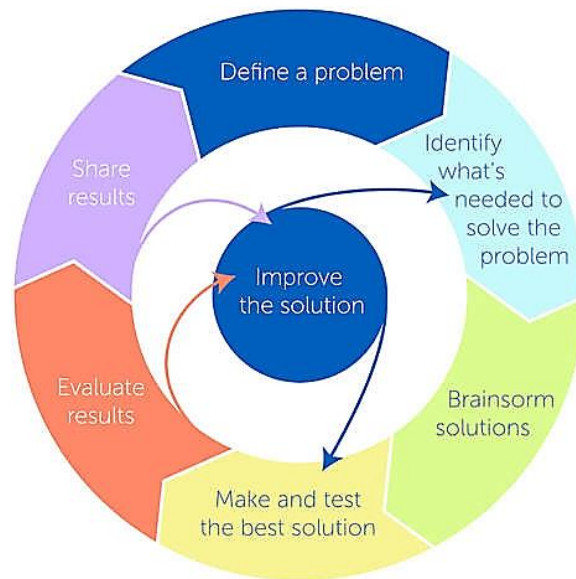 Define a problem
Identify
what's
needed to
solve the
problem
Brainsorm
solutions
Make and test
the best solution
Evaluate
results
Share
results
Improve
the solution